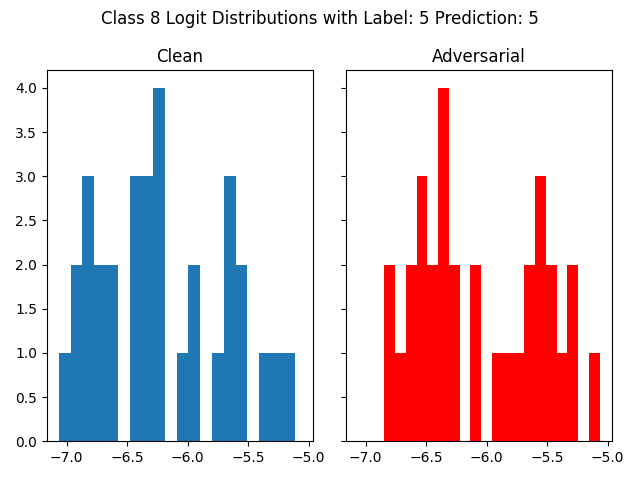 Class 8 Logit Distributions with Label: 5 Prediction: 5
Clean
Adversarial
4.0
3.5
3.0
2.5
2.0
1.5
1.0
0.5
0.0
−7.0 −6.5 −6.0 −5.5 −5.0
−7.0 −6.5 −6.0 −5.5 −5.0